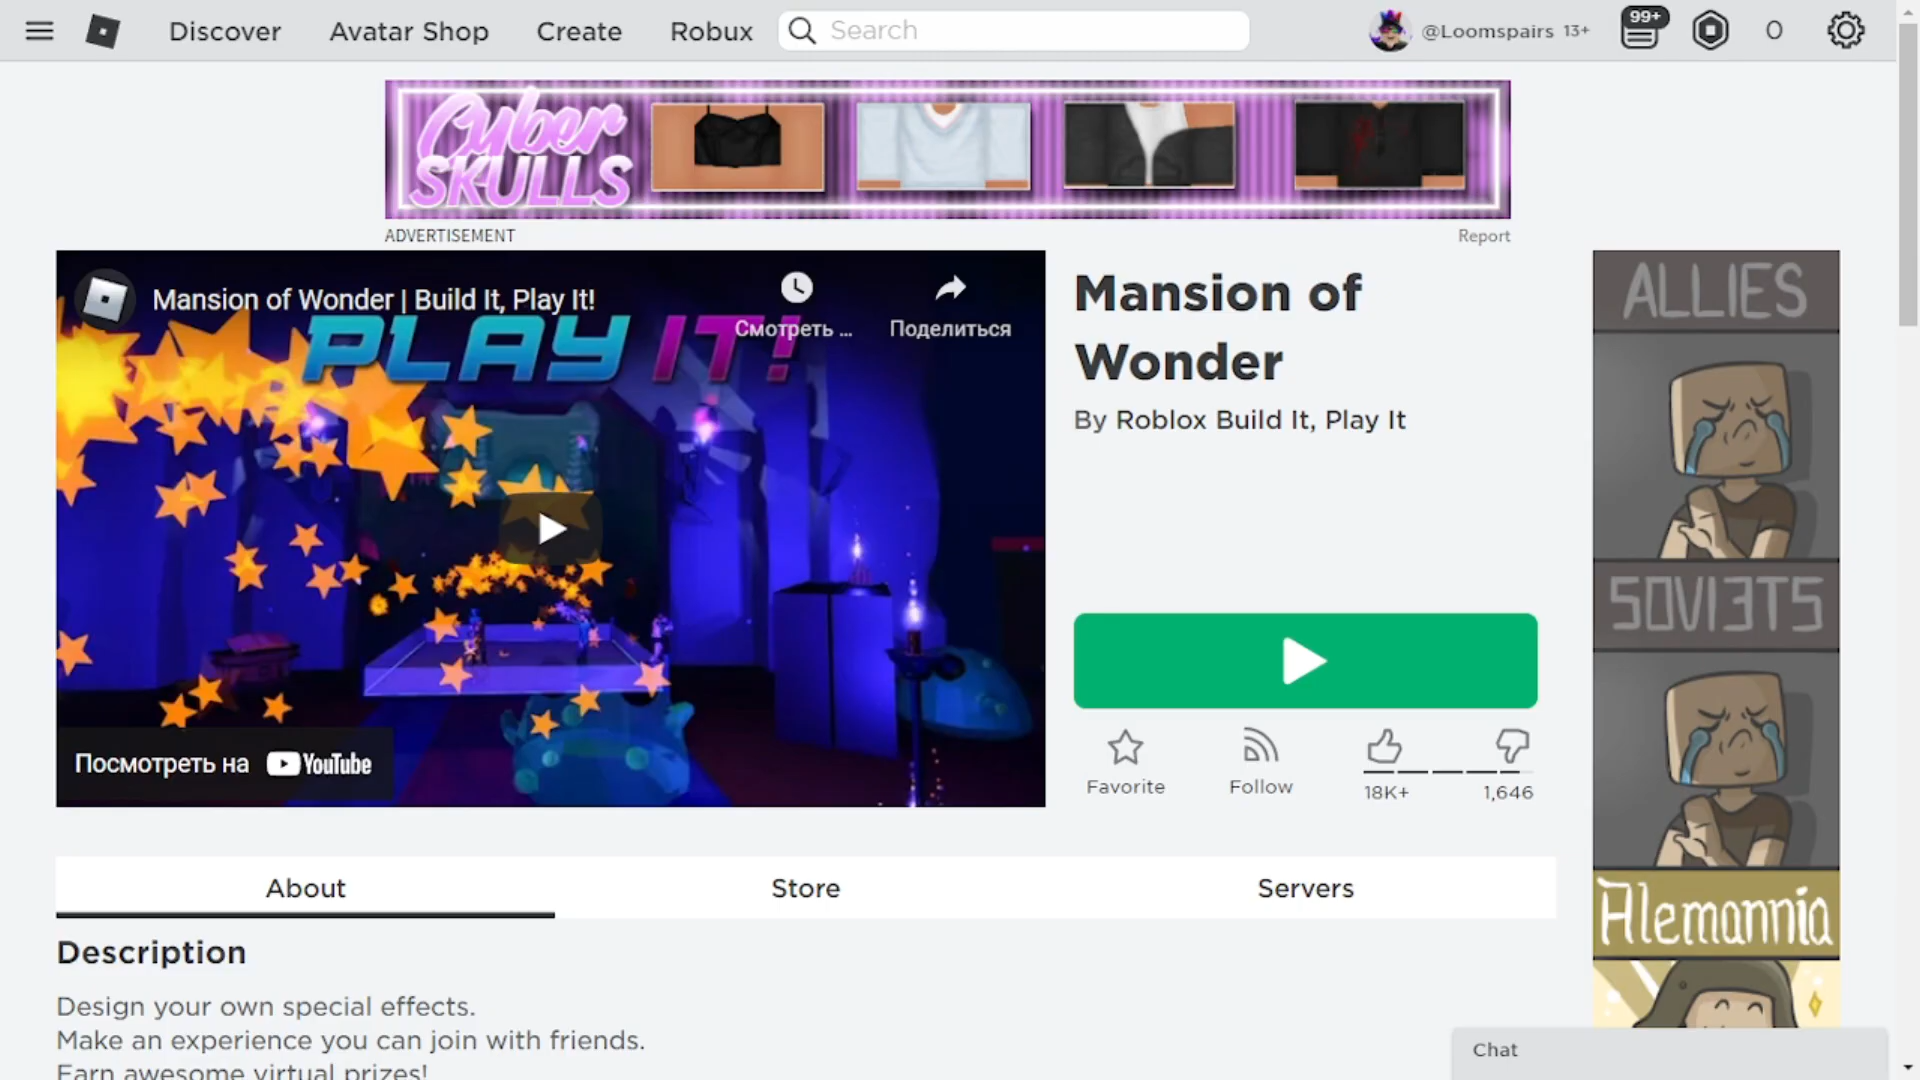 Discover Avatar Shop Create Robux Search @Loomspairs 13+ 99+ 0
Cyber
SKULLS
ADVERTISEMENT Report
Mansion of Wonder | Build It, Play It!
Смотреть ... Поделиться
PLAY IT!
Посмотреть на YouTube
Mansion of
Wonder
By Roblox Build It, Play It
Favorite Follow 18K+ 1,646
ALLIES
SOVIETS
Alemannia
About Store Servers
Description
Design your own special effects.
Make an experience you can join with friends.
Earn awesome virtual prizes!
Chat